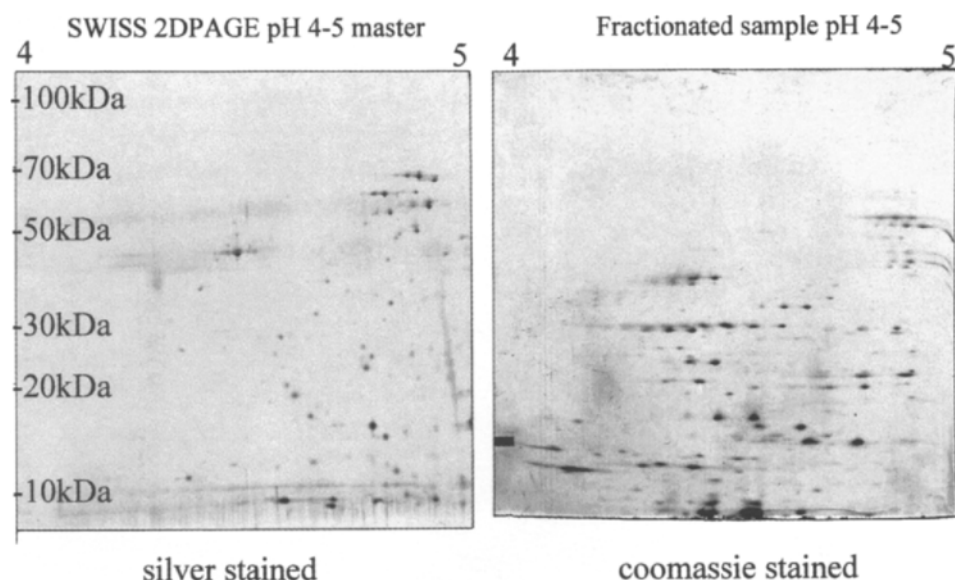 SWISS 2DPAGE pH 4-5 master
Fractionated sample pH 4-5
4
5
4
5
100kDa
70kDa
50kDa
30kDa
20kDa
10kDa
silver stained
coomassie stained